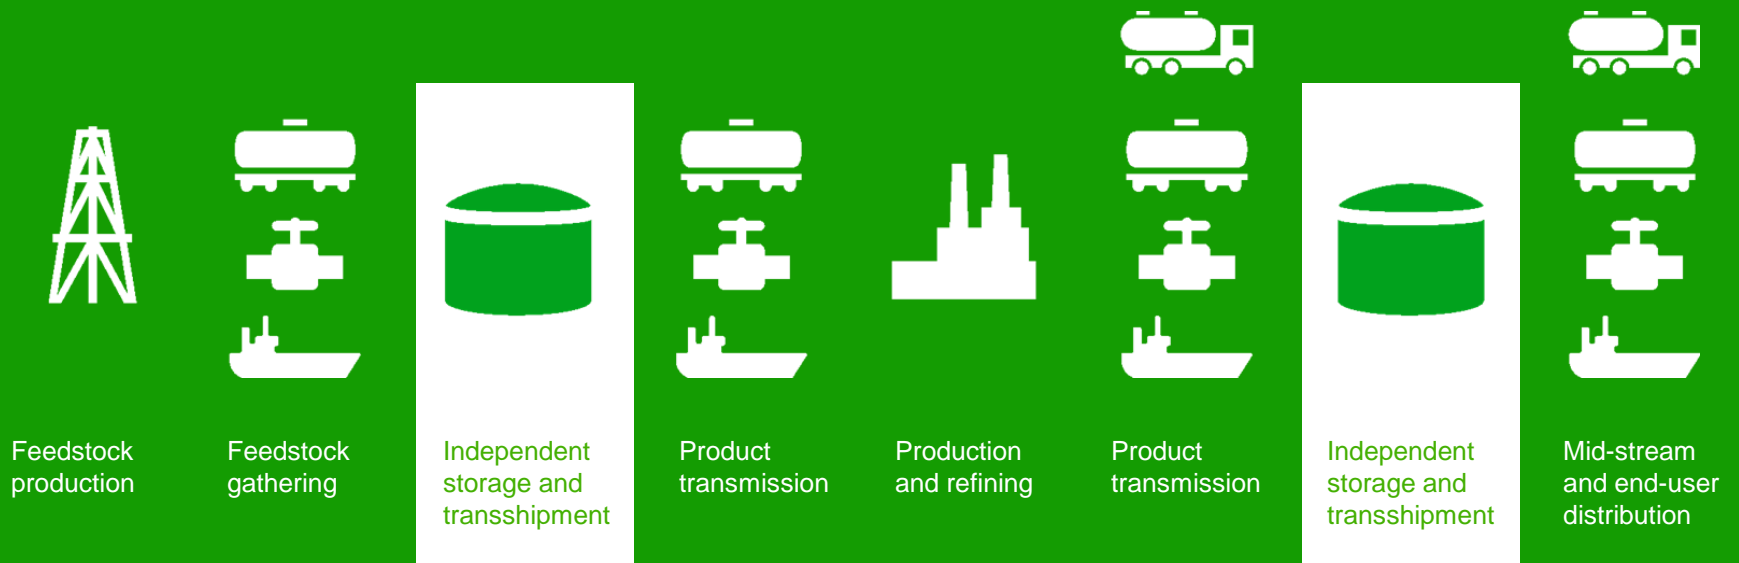 Feedstock
production
Feedstock
gathering
Independent
storage and
transshipment
Product
transmission
Production
and refining
Product
transmission
Independent
storage and
transshipment
Mid-stream
and end-user
distribution